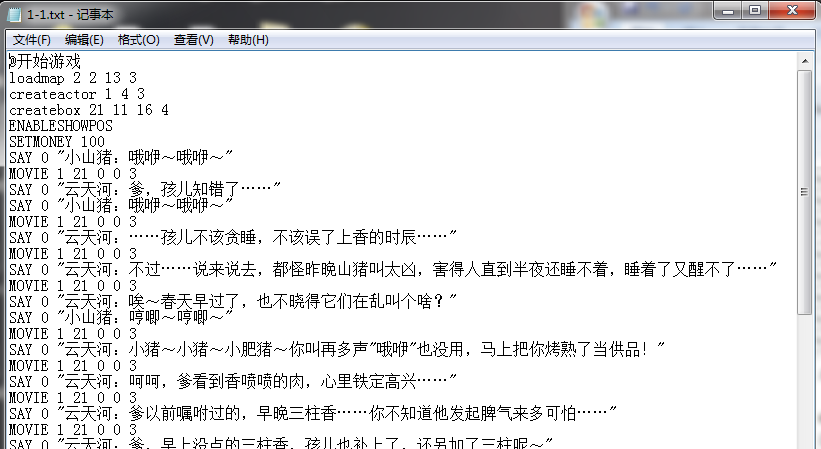 1-1.txt - 记事本
文件(F) 编辑(E) 格式(O) 查看(V) 帮助(H)
@开始游戏
loadmap 2 2 13 3
createactor 1 4 3
createbox 21 11 16 4
ENABLESHOWPOS
SETMONEY 100
SAY 0 "小山猪：哦咿～哦咿～"
MOVIE 1 21 0 0 3
SAY 0 "云天河：爹，孩儿知错了……"
SAY 0 "小山猪：哦咿～哦咿～"
MOVIE 1 21 0 0 3
SAY 0 "云天河：……孩儿不该贪睡，不该误了上香的时辰……"
MOVIE 1 21 0 0 3
SAY 0 "云天河：不过……说来说去，都怪昨晚山猪叫太凶，害得人直到半夜还睡不着，睡着了又醒不了……"
MOVIE 1 21 0 0 3
SAY 0 "云天河：唉～春天早过了，也不晓得它们在乱叫个啥？"
SAY 0 "小山猪：哼唧～哼唧～"
MOVIE 1 21 0 0 3
SAY 0 "云天河：小猪～小猪～小肥猪～你叫再多声"哦咿"也没用，马上把你烤熟了当供品！"
MOVIE 1 21 0 0 3
SAY 0 "云天河：呵呵，爹看到香喷喷的肉，心里铁定高兴……"
MOVIE 1 21 0 0 3
SAY 0 "云天河：爹以前嘱咐过的，早晚三柱香……你不知道他发起脾气来多可怕……"
MOVIE 1 21 0 0 3
SAY 0 "云天河：爹，早上没点的三柱香，孩儿也补上了，还另加了三柱呢～"